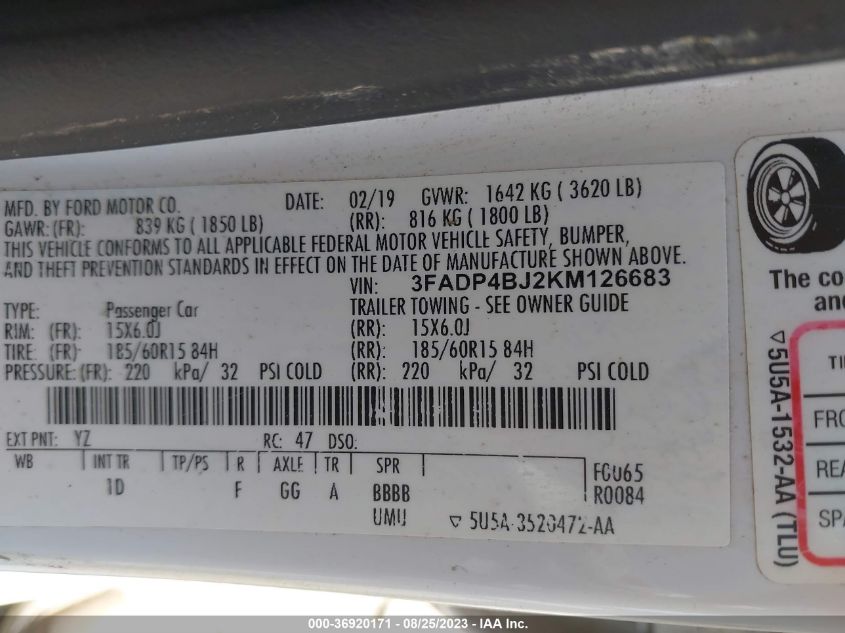 MFD. BY FORD MOTOR CO. DATE: 02/19 GVWR: 1642 KG ( 3620 LB)
GAWR: (FR): 839 KG ( 1850 LB) (RR): 816 KG ( 1800 LB)
THIS VEHICLE CONFORMS TO ALL APPLICABLE FEDERAL MOTOR VEHICLE SAFETY, BUMPER,
AND THEFT PREVENTION STANDARDS IN EFFECT ON THE DATE OF MANUFACTURE SHOWN ABOVE.
VIN: 3FADP4BJ2KM126683
TYPE: Passenger Car TRAILER TOWING - SEE OWNER GUIDE
RIM: (FR): 15X6.0J (RR): 15X6.0J
TIRE: (FR): 185/60R15 84H (RR): 185/60R15 84H
PRESSURE: (FR): 220 kPa/ 32 PSI COLD (RR): 220 kPa/ 32 PSI COLD
EXT PNT: YZ RC: 47 DSO:
WB INT TR TP/PS R AXLE TR SPR FGU65
1D F GG A BBBB R0084
UMU ▽ 5U5A-3520472-AA
The co
an
▽5U5A-1532-AA (TLU)
TI
FRO
REA
SPA
000-36920171 - 08/25/2023 - IAA Inc.